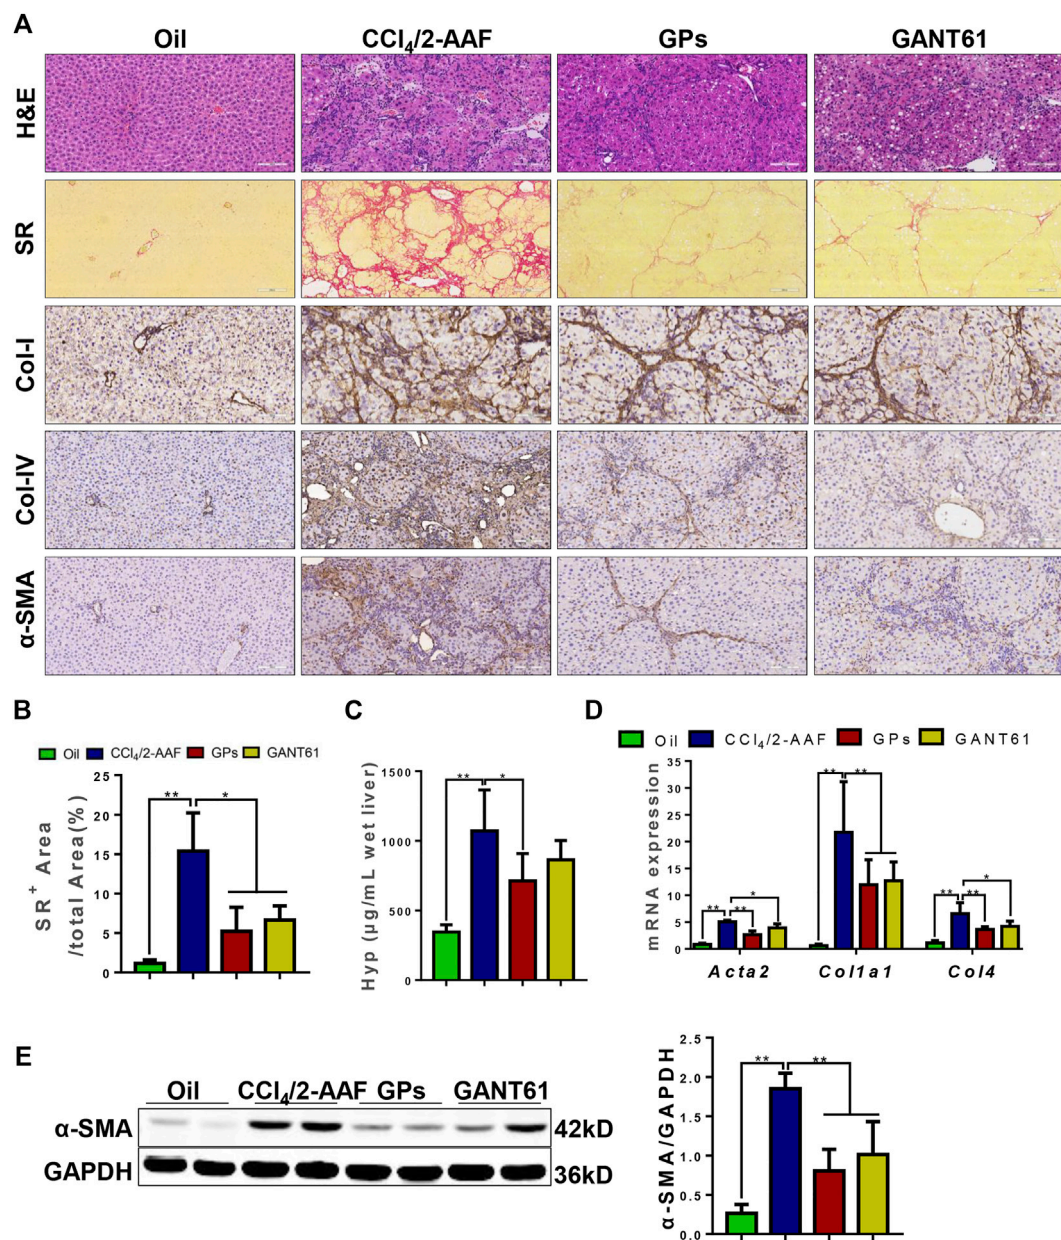 A
Oil CCl₄/2-AAF GPs GANT61
H&E
SR
Col-I
Col-IV
α-SMA
B
Oil CCl₄/2-AAF GPs GANT61
SR⁺ Area
/total Area(%)
25
20
15
10
5
0
** *
C
Hyp (µg/mL wet liver)
1500
1000
500
0
** *
D
Oil CCl₄/2-AAF GPs GANT61
mRNA expression
35
30
25
20
15
10
5
0
** ** *
** **
** ** *
Acta2 Col1a1 Col4
E
Oil CCl₄/2-AAF GPs GANT61
α-SMA 42kD
GAPDH 36kD
α-SMA/GAPDH
2.5
2.0
1.5
1.0
0.5
0.0
** **